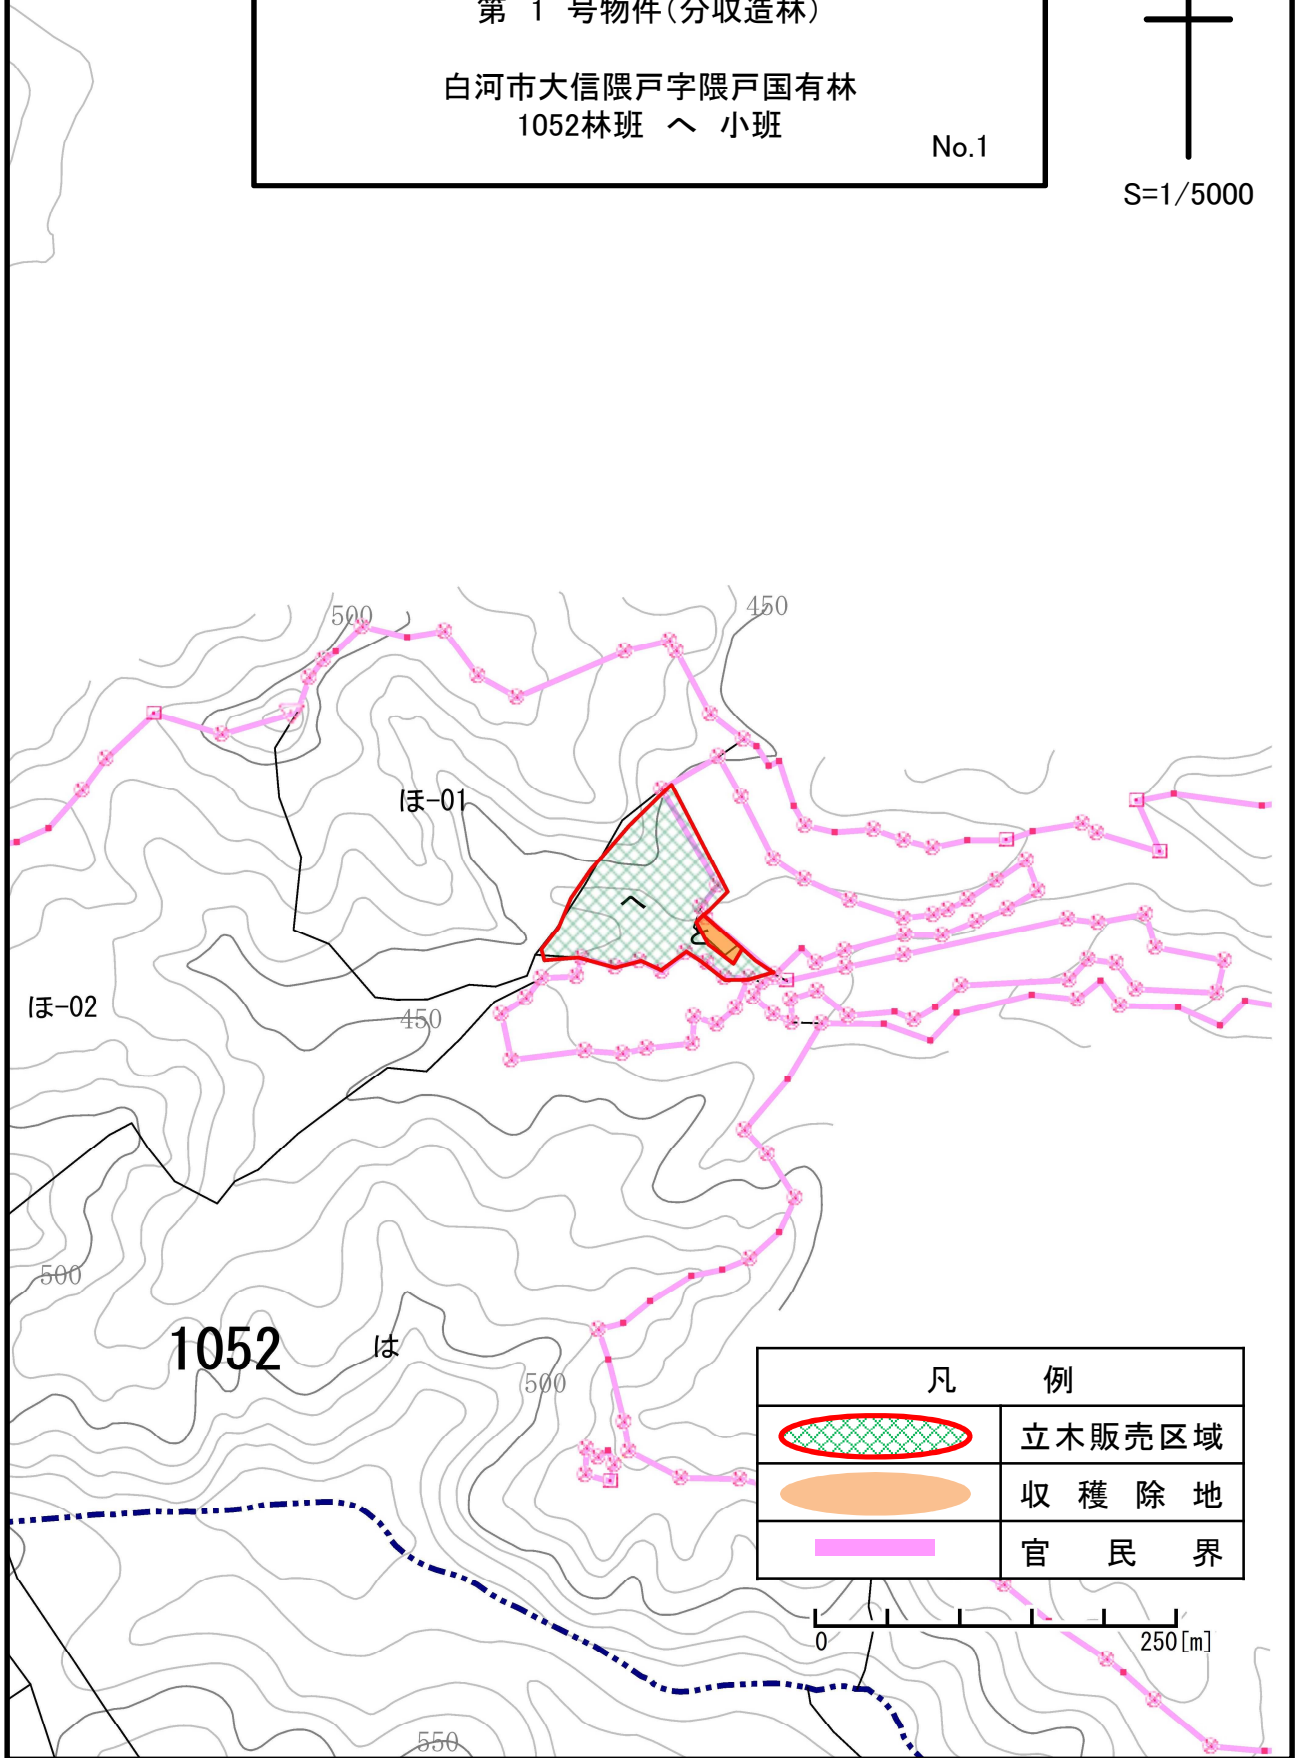 第 1 号物件(分収造林)
白河市大信隈戸字隈戸国有林
1052林班 へ 小班
No.1
S=1/5000
500
450
ほ-01
へ
と
ほ-02
450
500
1052
は
500
凡 例
立木販売区域
収穫除地
官民界
0 250[m]
550